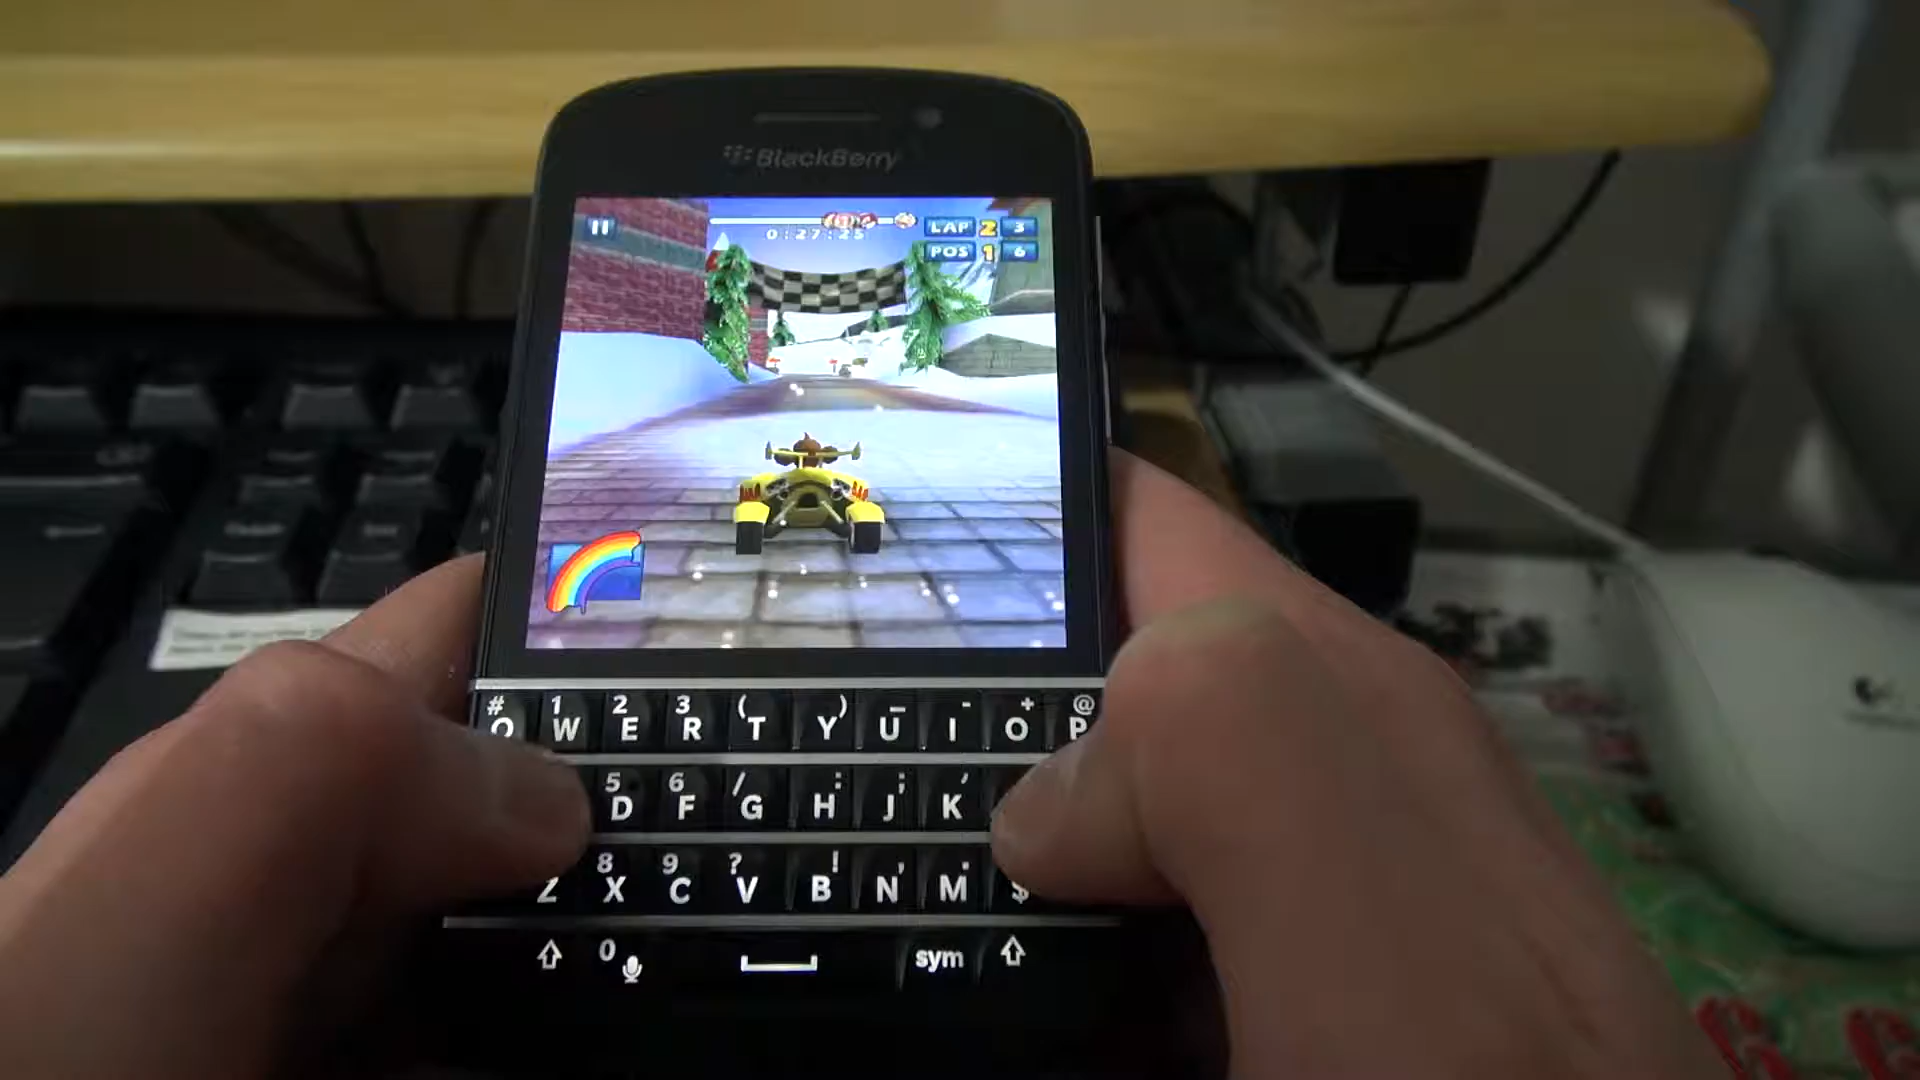 BlackBerry
LAP 2 3
0:27:25
POS 1 6
# 1 2 3 ( ) _ - + @
Q W E R T Y U I O P
5 6 / : ; '
D F G H J K
8 9 ? ! , .
Z X C V B N M $
0 sym